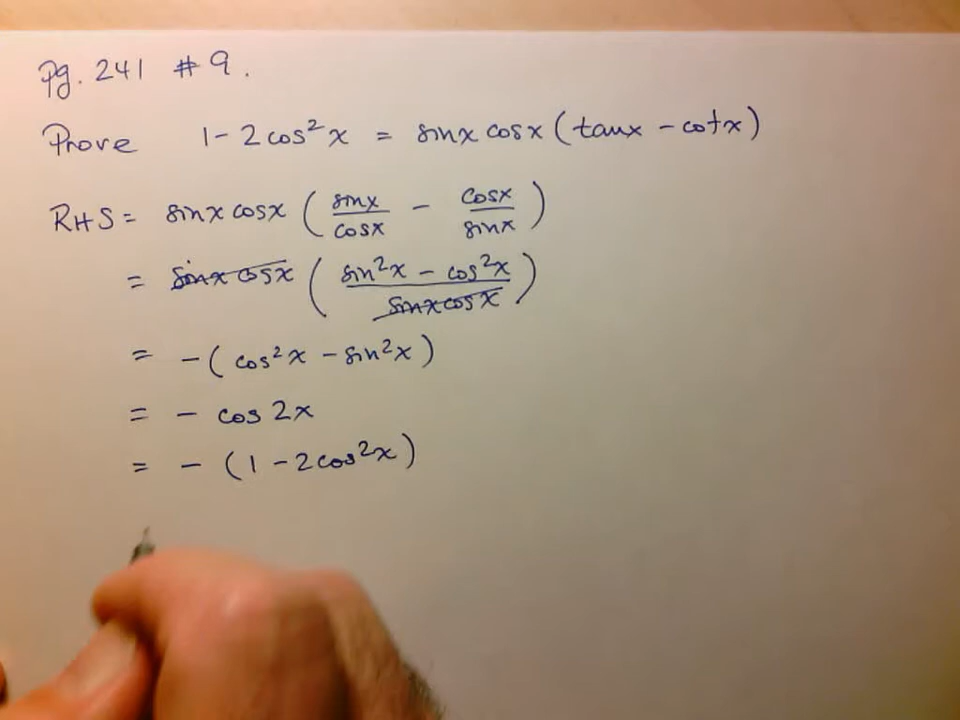 Pg. 241 #9.
Prove 1 - 2cos²x = sinx cosx (tanx - cotx)
RHS = sinx cosx ( sinx/cosx - cosx/sinx )
= sinx cosx ( sin²x - cos²x / sinx cosx )
= -( cos²x - sin²x )
= - cos 2x
= - (1 - 2cos²x)